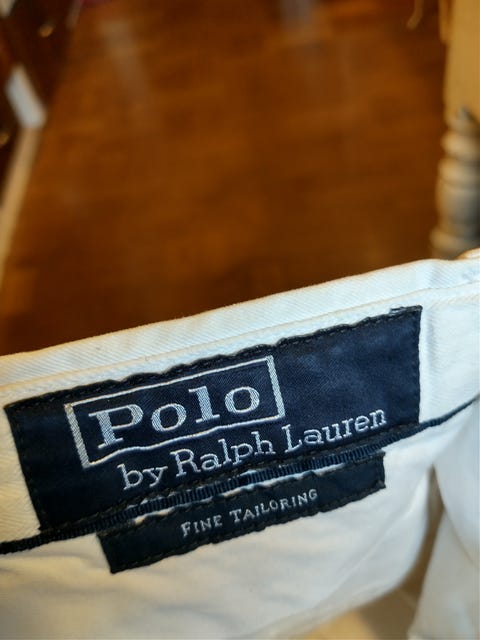 Polo
by Ralph Lauren
FINE TAILORING